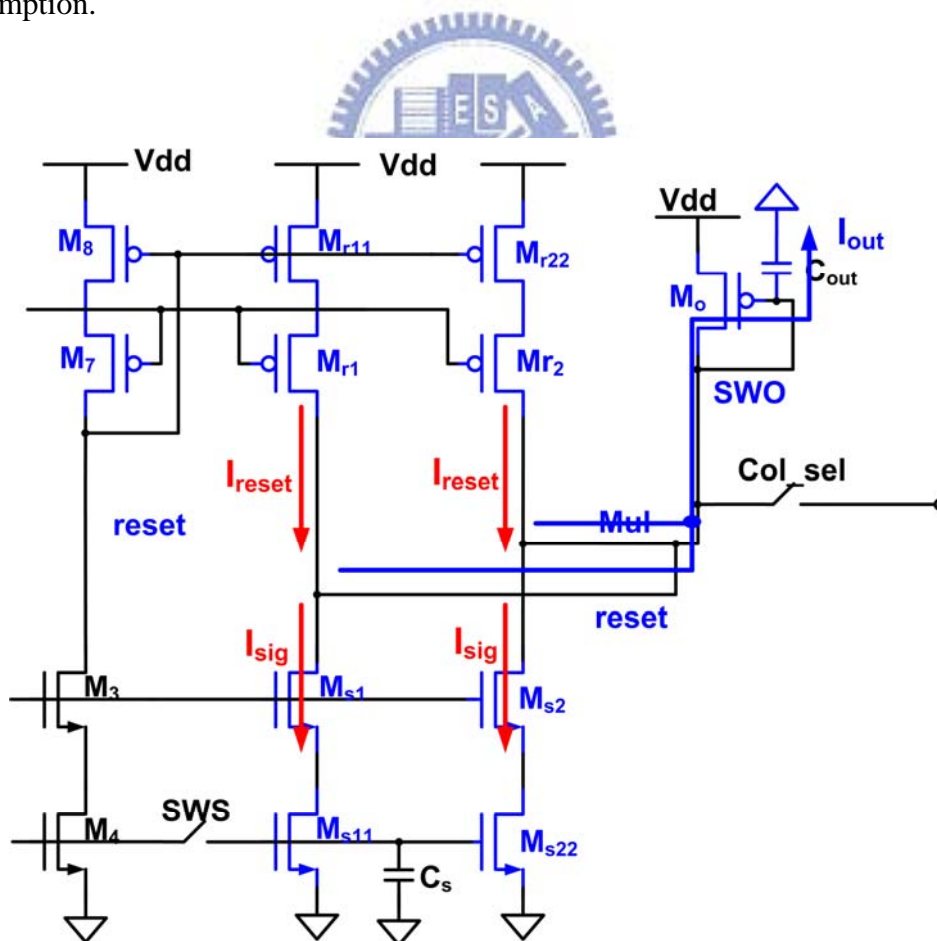 mption.
ESA
Vdd
Vdd
Vdd
M8
Mr11
Mr22
Iout
Cout
Mo
M7
Mr1
Mr2
SWO
Ireset
Ireset
Col_sel
reset
Mul
reset
Isig
Isig
M3
Ms1
Ms2
SWS
M4
Ms11
Ms22
Cs